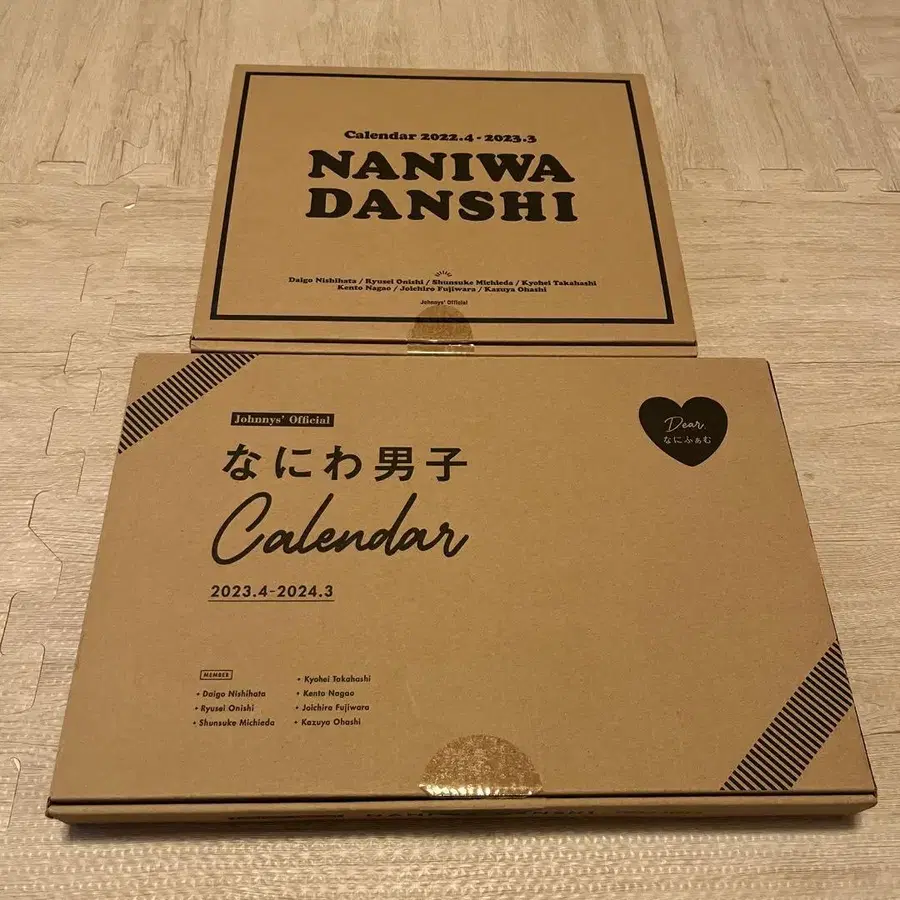 Calendar 2022.4-2023.3
NANIWA
DANSHI
Daigo Nishihata / Ryusei Onishi / Shunsuke Michieda / Kyohei Takahashi
Kento Nagao / Joichiro Fujiwara / Kazuya Ohashi
Johnnys' Official
Johnnys' Official
Dear.
なにふぁむ
なにわ男子
Calendar
2023.4-2024.3
MEMBER
• Daigo Nishihata
• Ryusei Onishi
• Shunsuke Michieda
• Kyohei Takahashi
• Kento Nagao
• Joichiro Fujiwara
• Kazuya Ohashi
NANIWA DANSHI